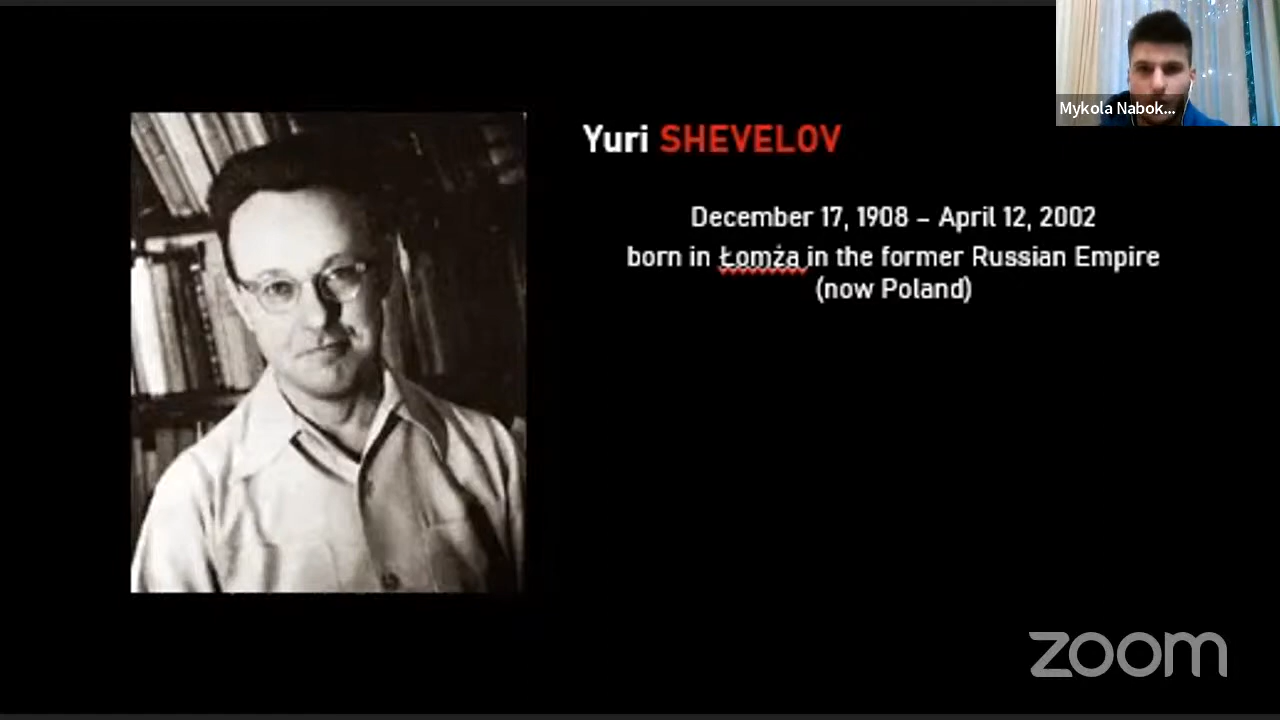 Mykola Nabok...
Yuri SHEVELOV
December 17, 1908 – April 12, 2002
born in Łomża in the former Russian Empire
(now Poland)
zoom